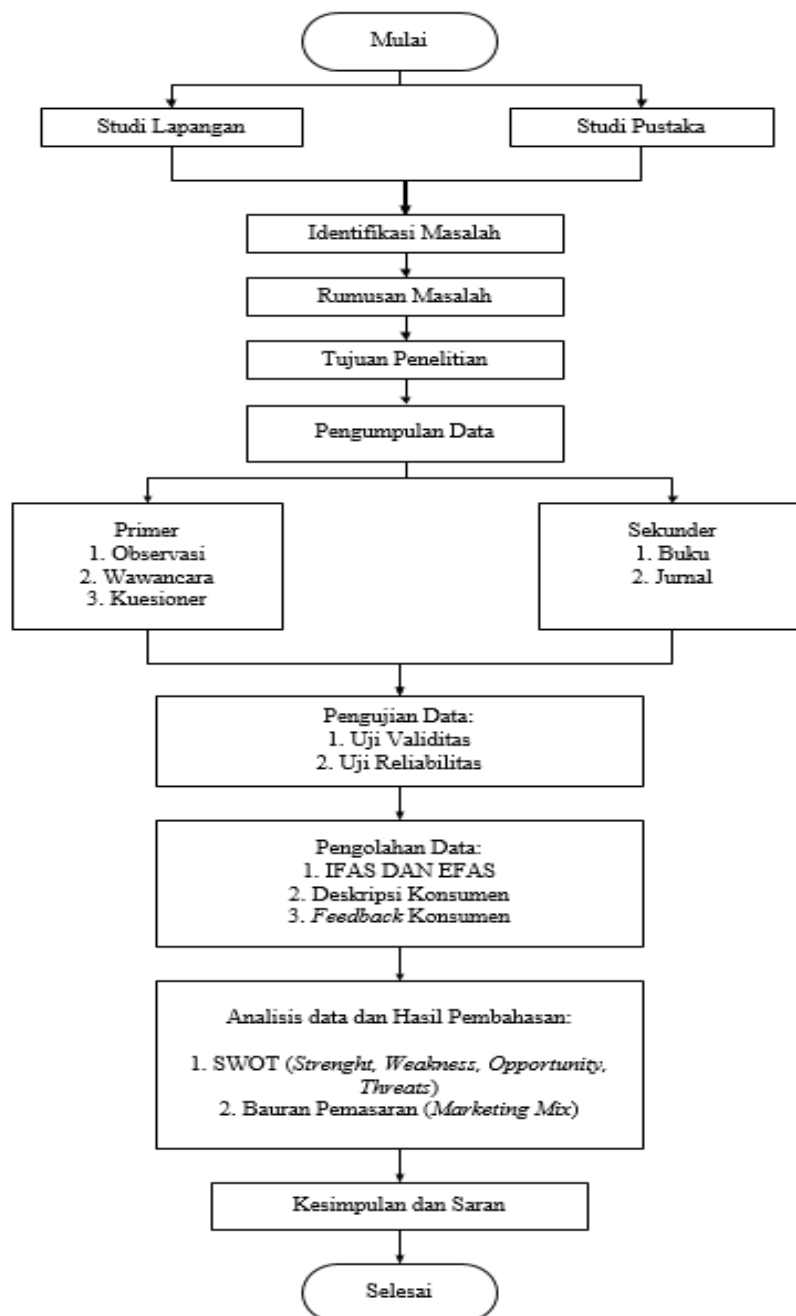 Mulai
Studi Lapangan
Studi Pustaka
Identifikasi Masalah
Rumusan Masalah
Tujuan Penelitian
Pengumpulan Data
Primer
1. Observasi
2. Wawancara
3. Kuesioner
Sekunder
1. Buku
2. Jurnal
Pengujian Data:
1. Uji Validitas
2. Uji Reliabilitas
Pengolahan Data:
1. IFAS DAN EFAS
2. Deskripsi Konsumen
3. Feedback Konsumen
Analisis data dan Hasil Pembahasan:
1. SWOT (Strenght, Weakness, Opportunity,
Threats)
2. Bauran Pemasaran (Marketing Mix)
Kesimpulan dan Saran
Selesai